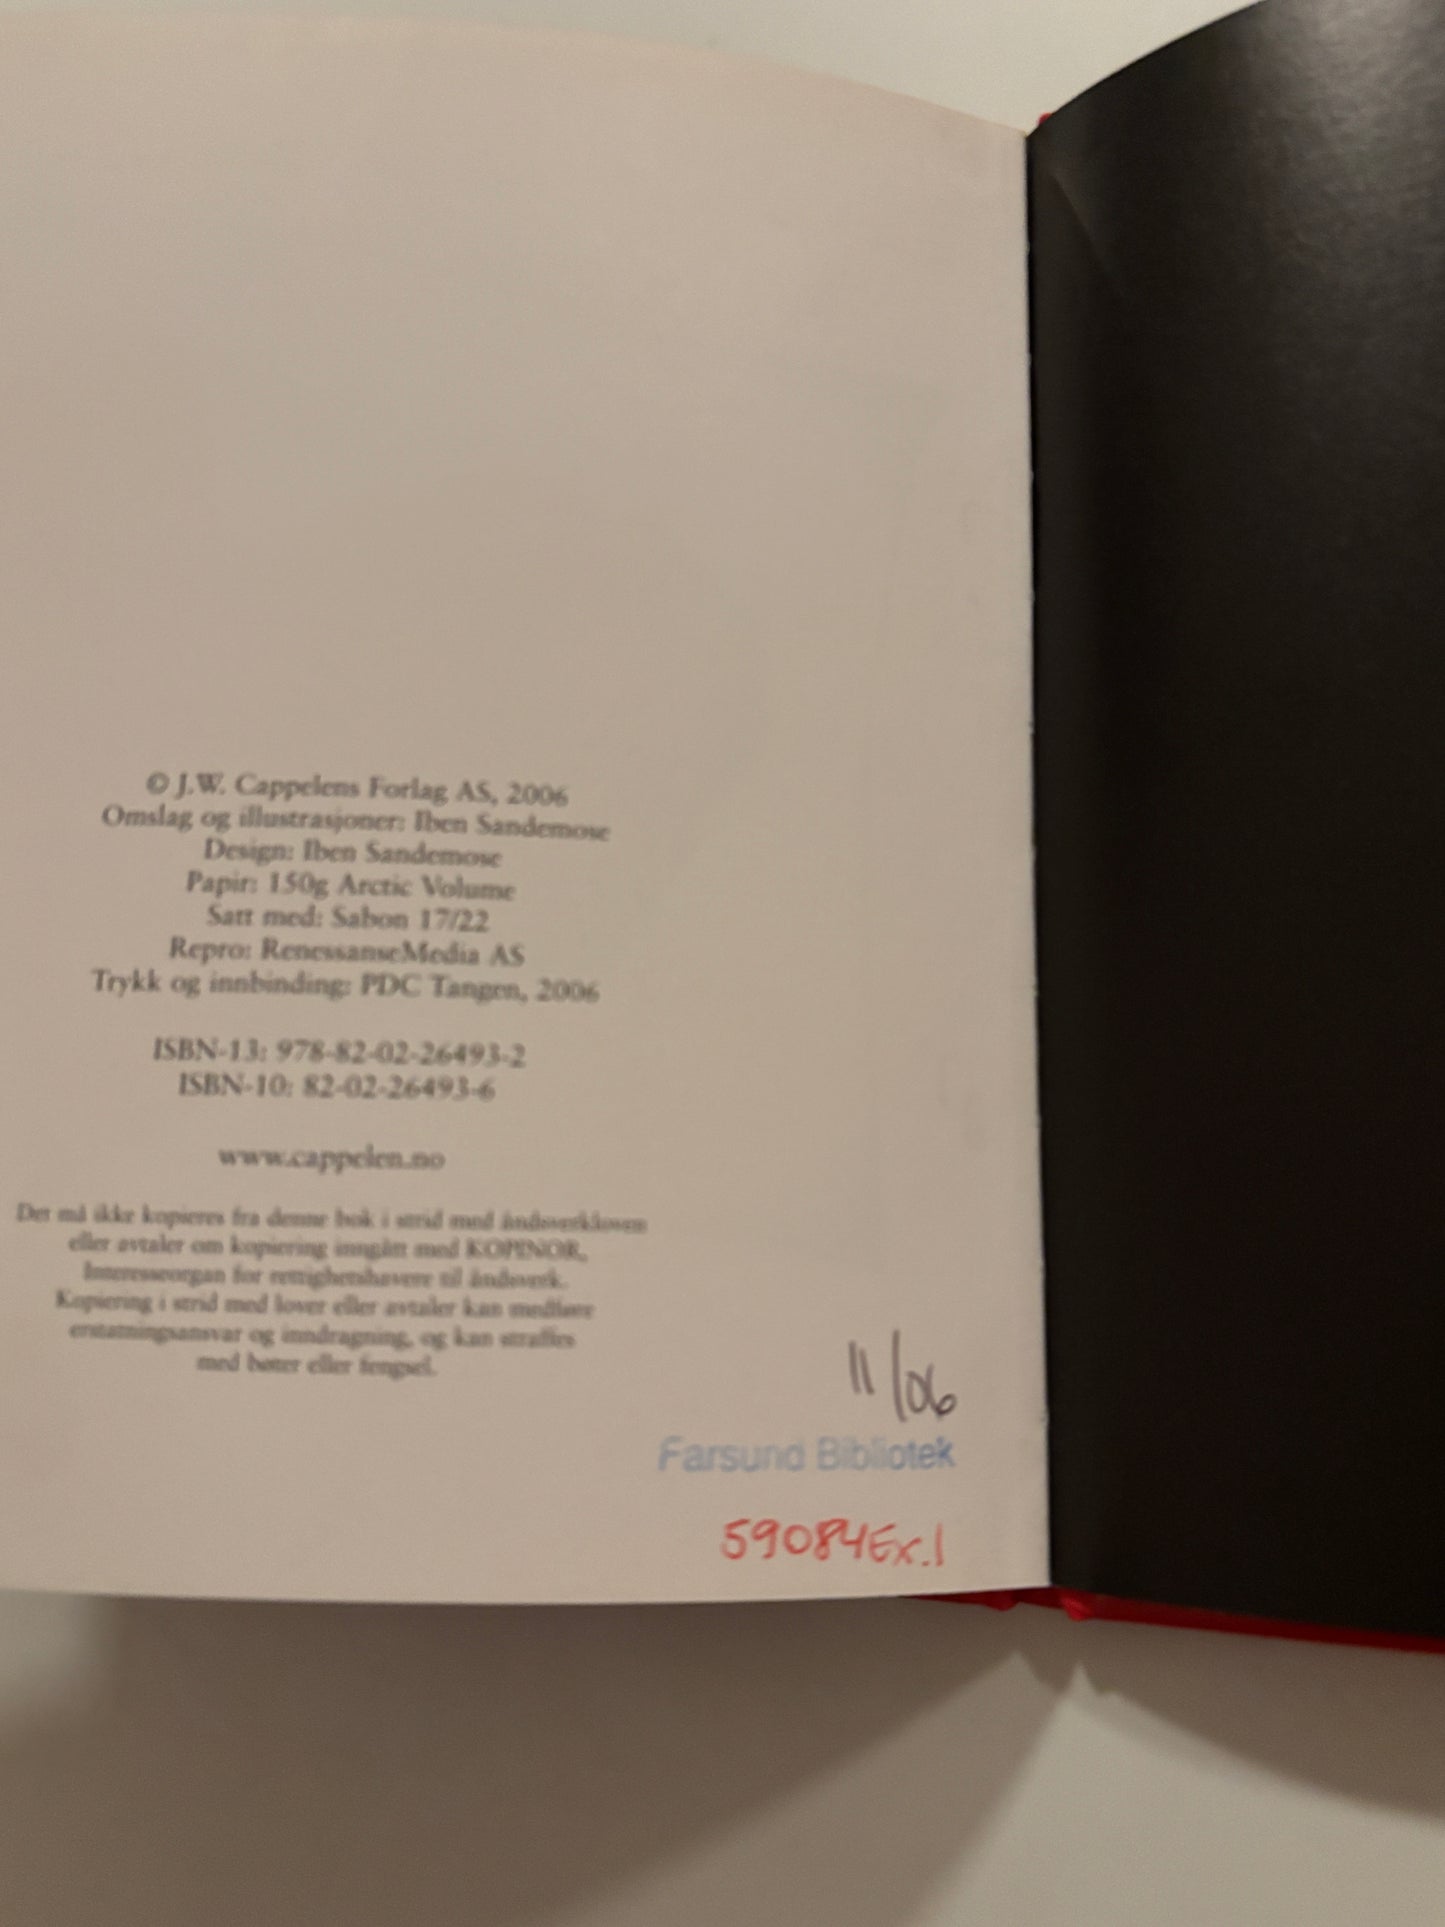 © J.W. Cappelens Forlag AS, 2006
Omslag og illustrasjoner: Iben Sandemose
Design: Iben Sandemose
Papir: 150g Arctic Volume
Satt med: Sabon 17/22
Repro: RenessanseMedia AS
Trykk og innbinding: PDC Tangen, 2006
ISBN-13: 978-82-02-26493-2
ISBN-10: 82-02-26493-6
www.cappelen.no
Det må ikke kopieres fra denne bok i strid med åndsverkloven
eller avtaler om kopiering inngått med KOPINOR,
Interesseorgan for rettighetshavere til åndsverk.
Kopiering i strid med lover eller avtaler kan medføre
erstatningsansvar og inndragning, og kan straffes
med bøter eller fengsel.
11/06
Farsund Bibliotek
59084Ex.1